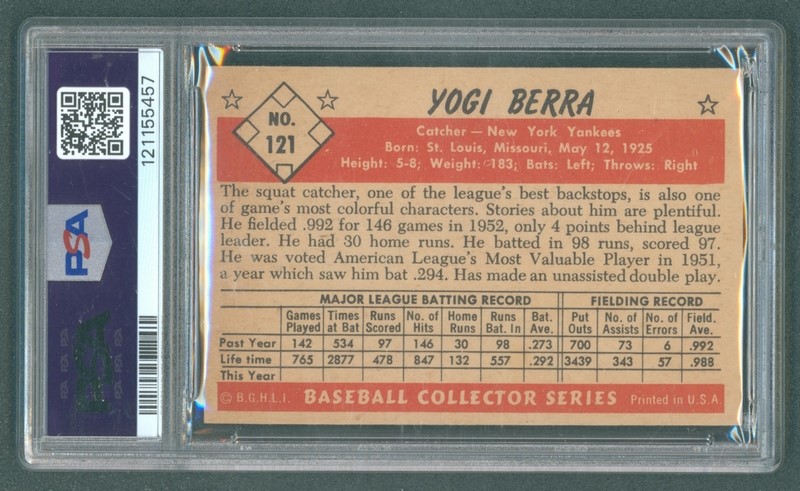 PSA
121155457
NO.
121
YOGI BERRA
Catcher — New York Yankees
Born: St. Louis, Missouri, May 12, 1925
Height: 5-8; Weight: 183; Bats: Left; Throws: Right
The squat catcher, one of the league's best backstops, is also one
of game's most colorful characters. Stories about him are plentiful.
He fielded .992 for 146 games in 1952, only 4 points behind league
leader. He had 30 home runs. He batted in 98 runs, scored 97.
He was voted American League's Most Valuable Player in 1951,
a year which saw him bat .294. Has made an unassisted double play.
MAJOR LEAGUE BATTING RECORD FIELDING RECORD
Games Times Runs No. of Home Runs Bat. Put No. of No. of Field.
Played at Bat Scored Hits Runs Bat. In Ave. Outs Assists Errors Ave.
Past Year 142 534 97 146 30 98 .273 700 73 6 .992
Life time 765 2877 478 847 132 557 .292 3439 343 57 .988
This Year
© B.G.H.L.I. BASEBALL COLLECTOR SERIES Printed in U.S.A.